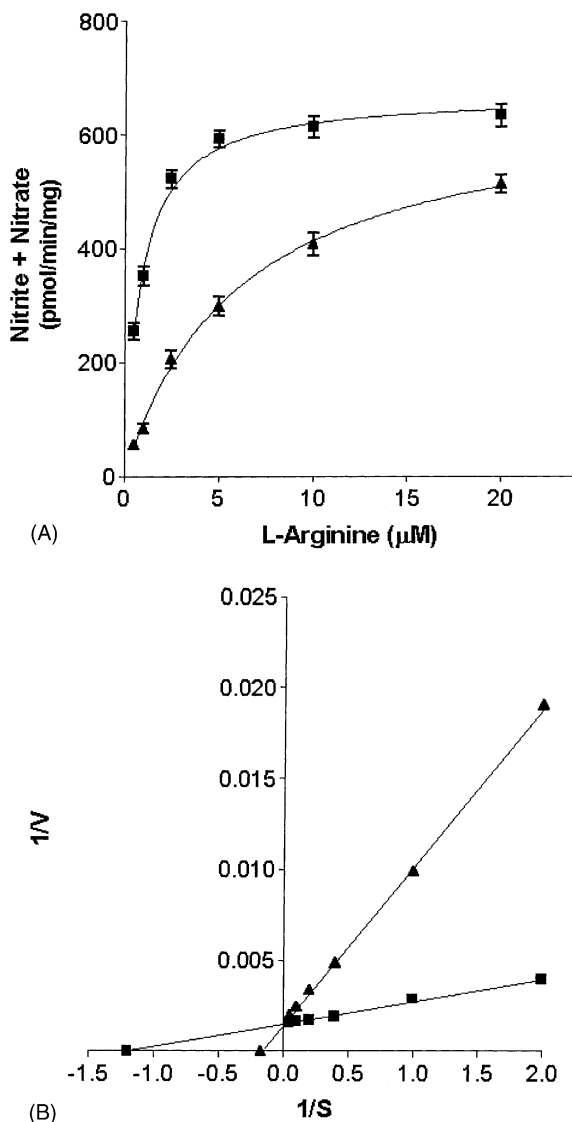 800
600
400
200
0
Nitrite + Nitrate
(pmol/min/mg)
0 5 10 15 20
L-Arginine (μM)
(A)
0.025
0.020
0.015
0.010
0.005
1/V
-1.5 -1.0 -0.5 0.0 0.5 1.0 1.5 2.0
1/S
(B)